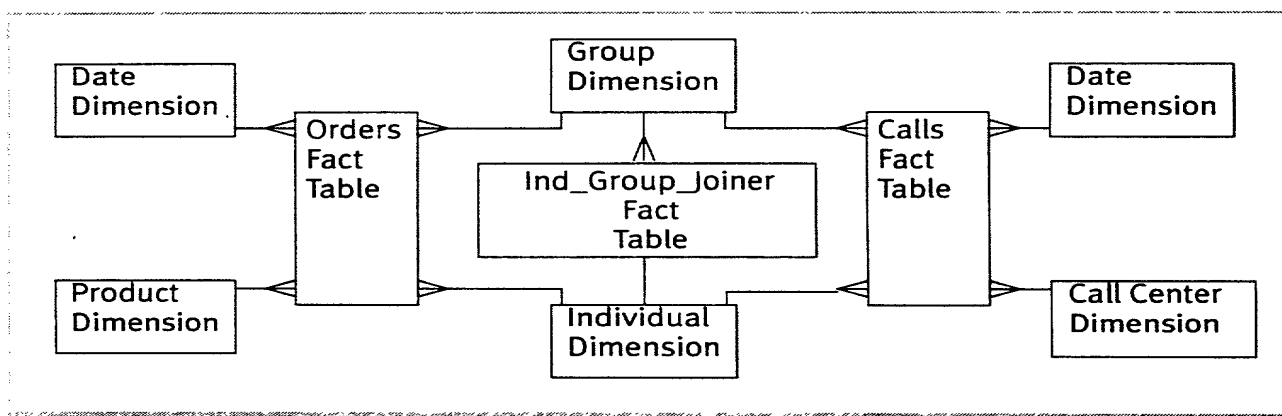 Group
Dimension
Date
Dimension
Date
Dimension
Orders
Fact
Table
Calls
Fact
Table
Ind_Group_Joiner
Fact
Table
Product
Dimension
Individual
Dimension
Call Center
Dimension